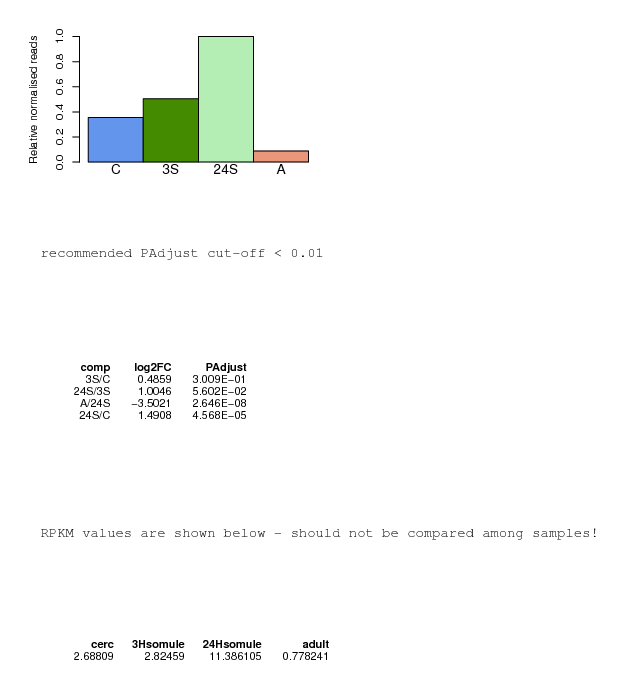 Relative normalised reads
1.0
0.8
0.6
0.4
0.2
0.0
C 3S 24S A
recommended PAdjust cut-off < 0.01
comp log2FC PAdjust
3S/C 0.4859 3.009E−01
24S/3S 1.0046 5.602E−02
A/24S −3.5021 2.646E−08
24S/C 1.4908 4.568E−05
RPKM values are shown below - should not be compared among samples!
cerc 3Hsomule 24Hsomule adult
2.68809 2.82459 11.386105 0.778241